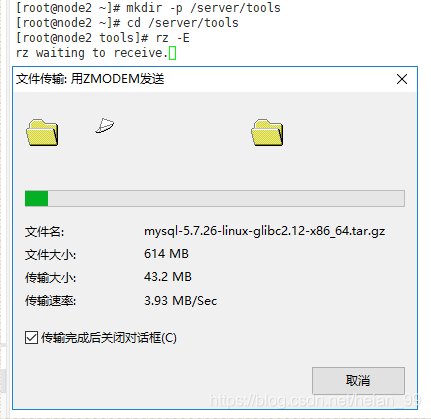 [root@node2 ~]# mkdir -p /server/tools
[root@node2 ~]# cd /server/tools
[root@node2 tools]# rz -E
rz waiting to receive.
文件传输: 用ZMODEM发送
文件名: mysql-5.7.26-linux-glibc2.12-x86_64.tar.gz
文件大小: 614 MB
传输大小: 43.2 MB
传输速率: 3.93 MB/Sec
传输完成后关闭对话框(C)
取消
https://blog.csdn.net/heian_99